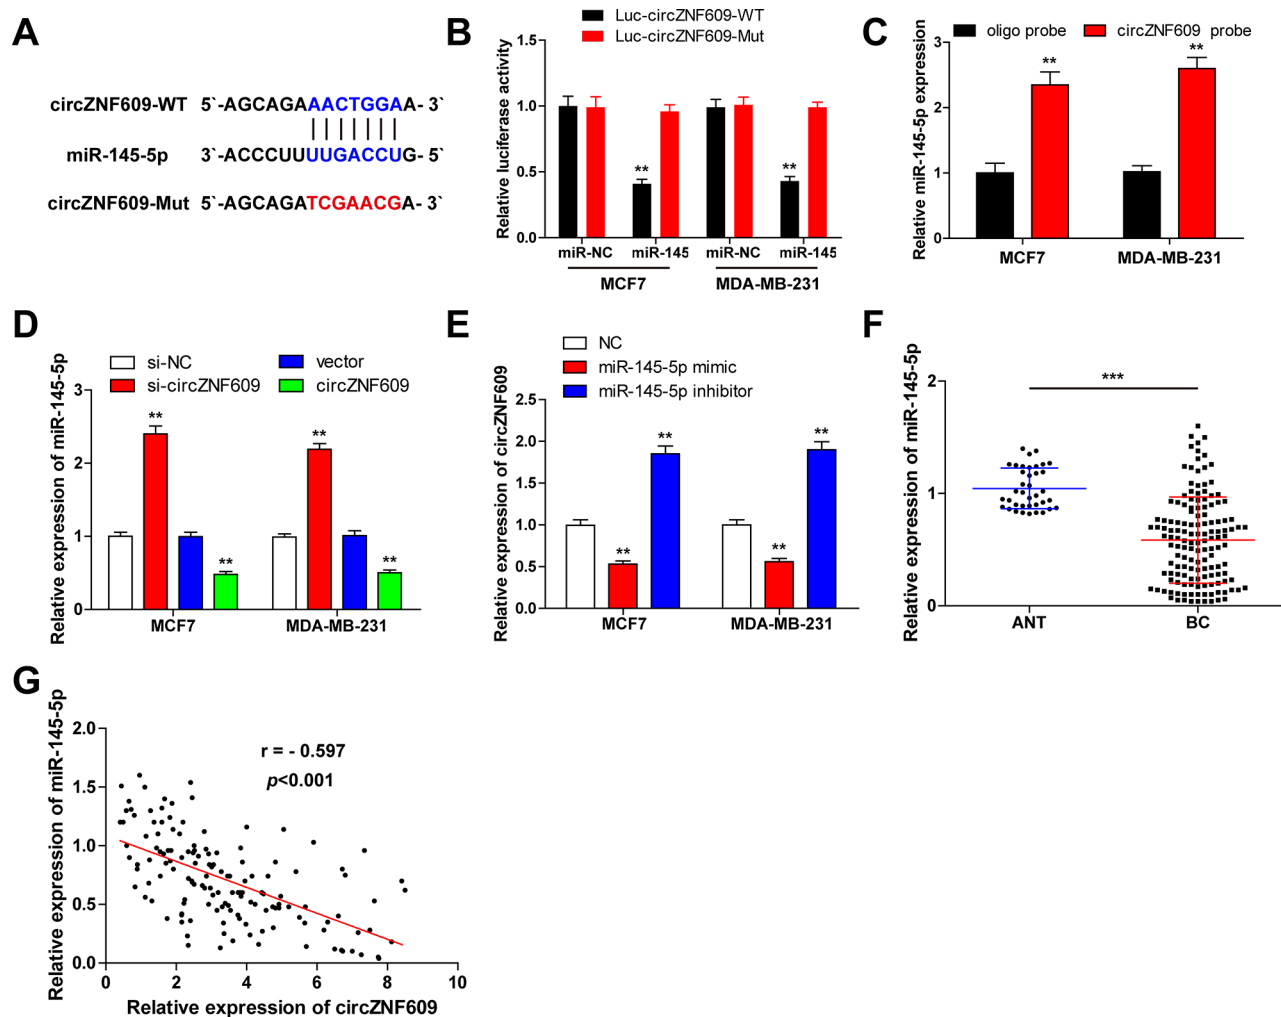 A
circZNF609-WT 5`-AGCAGAAACTGGAA- 3`
miR-145-5p 3`-ACCCUUUUGACCUG- 5`
circZNF609-Mut 5`-AGCAGATCGAACGA- 3`
B
Luc-circZNF609-WT
Luc-circZNF609-Mut
Relative luciferase activity
1.5
1.0
0.5
0.0
** **
miR-NC miR-145 miR-NC miR-145
MCF7 MDA-MB-231
C
oligo probe circZNF609 probe
Relative miR-145-5p expression
3
2
1
0
** **
MCF7 MDA-MB-231
D
si-NC vector
si-circZNF609 circZNF609
Relative expression of miR-145-5p
3
2
1
0
** ** ** **
MCF7 MDA-MB-231
E
NC
miR-145-5p mimic
miR-145-5p inhibitor
Relative expression of circZNF609
2.5
2.0
1.5
1.0
0.5
0.0
** ** ** **
MCF7 MDA-MB-231
F
Relative expression of miR-145-5p
2
1
0
***
ANT BC
G
Relative expression of miR-145-5p
2.0
1.5
1.0
0.5
0.0
r = - 0.597
p<0.001
0 2 4 6 8 10
Relative expression of circZNF609